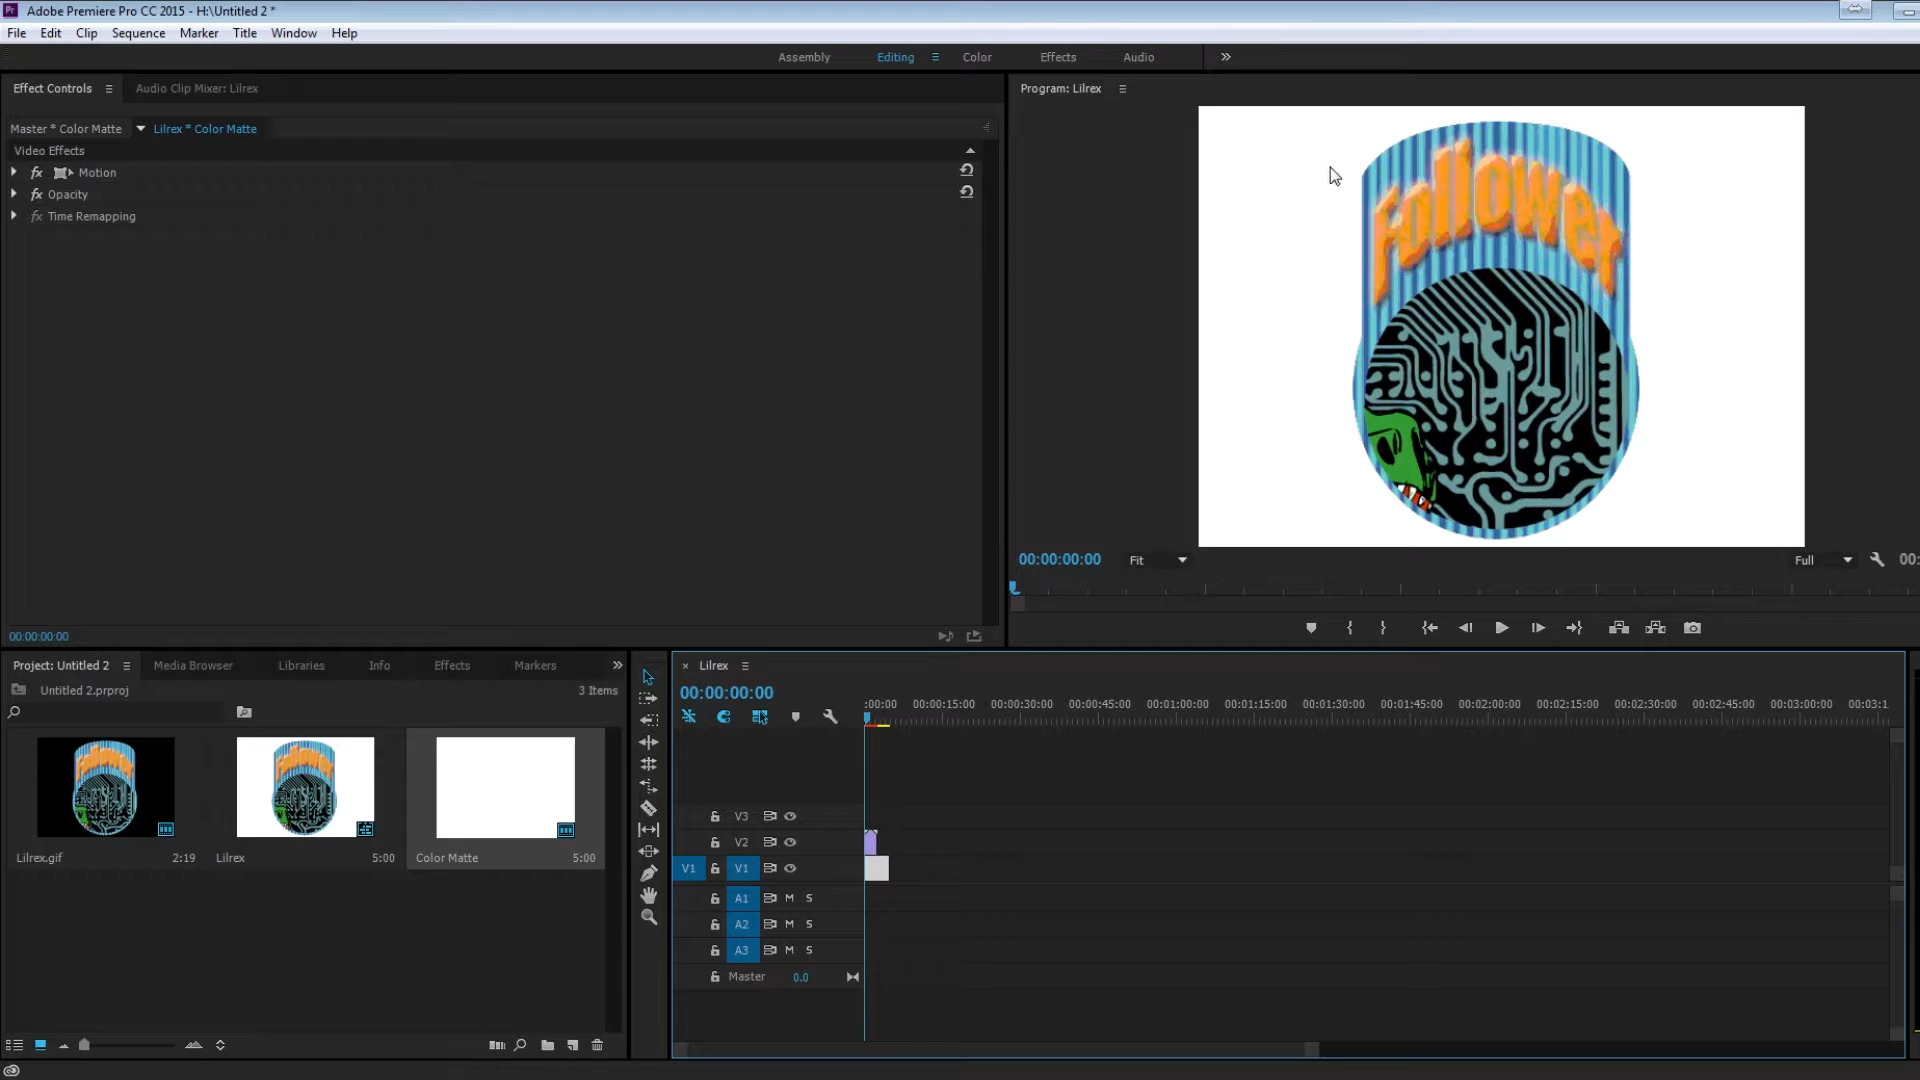 Adobe Premiere Pro CC 2015 - H:\Untitled 2 *
File Edit Clip Sequence Marker Title Window Help
Assembly Editing Color Effects Audio
Effect Controls Audio Clip Mixer: Lilrex
Program: Lilrex
Master * Color Matte Lilrex * Color Matte
Video Effects
fx Motion
fx Opacity
fx Time Remapping
Follower
00:00:00:00 Fit Full 00:
00:00:00:00
Project: Untitled 2 Media Browser Libraries Info Effects Markers
Untitled 2.prproj 3 Items
Lilrex.gif 2:19 Lilrex 5:00 Color Matte 5:00
Lilrex
00:00:00:00
:00:00 00:00:15:00 00:00:30:00 00:00:45:00 00:01:00:00 00:01:15:00 00:01:30:00 00:01:45:00 00:02:00:00 00:02:15:00 00:02:30:00 00:02:45:00 00:03:00:00 00:03:1
V3
V2
V1 V1
A1 M S
A2 M S
A3 M S
Master 0.0